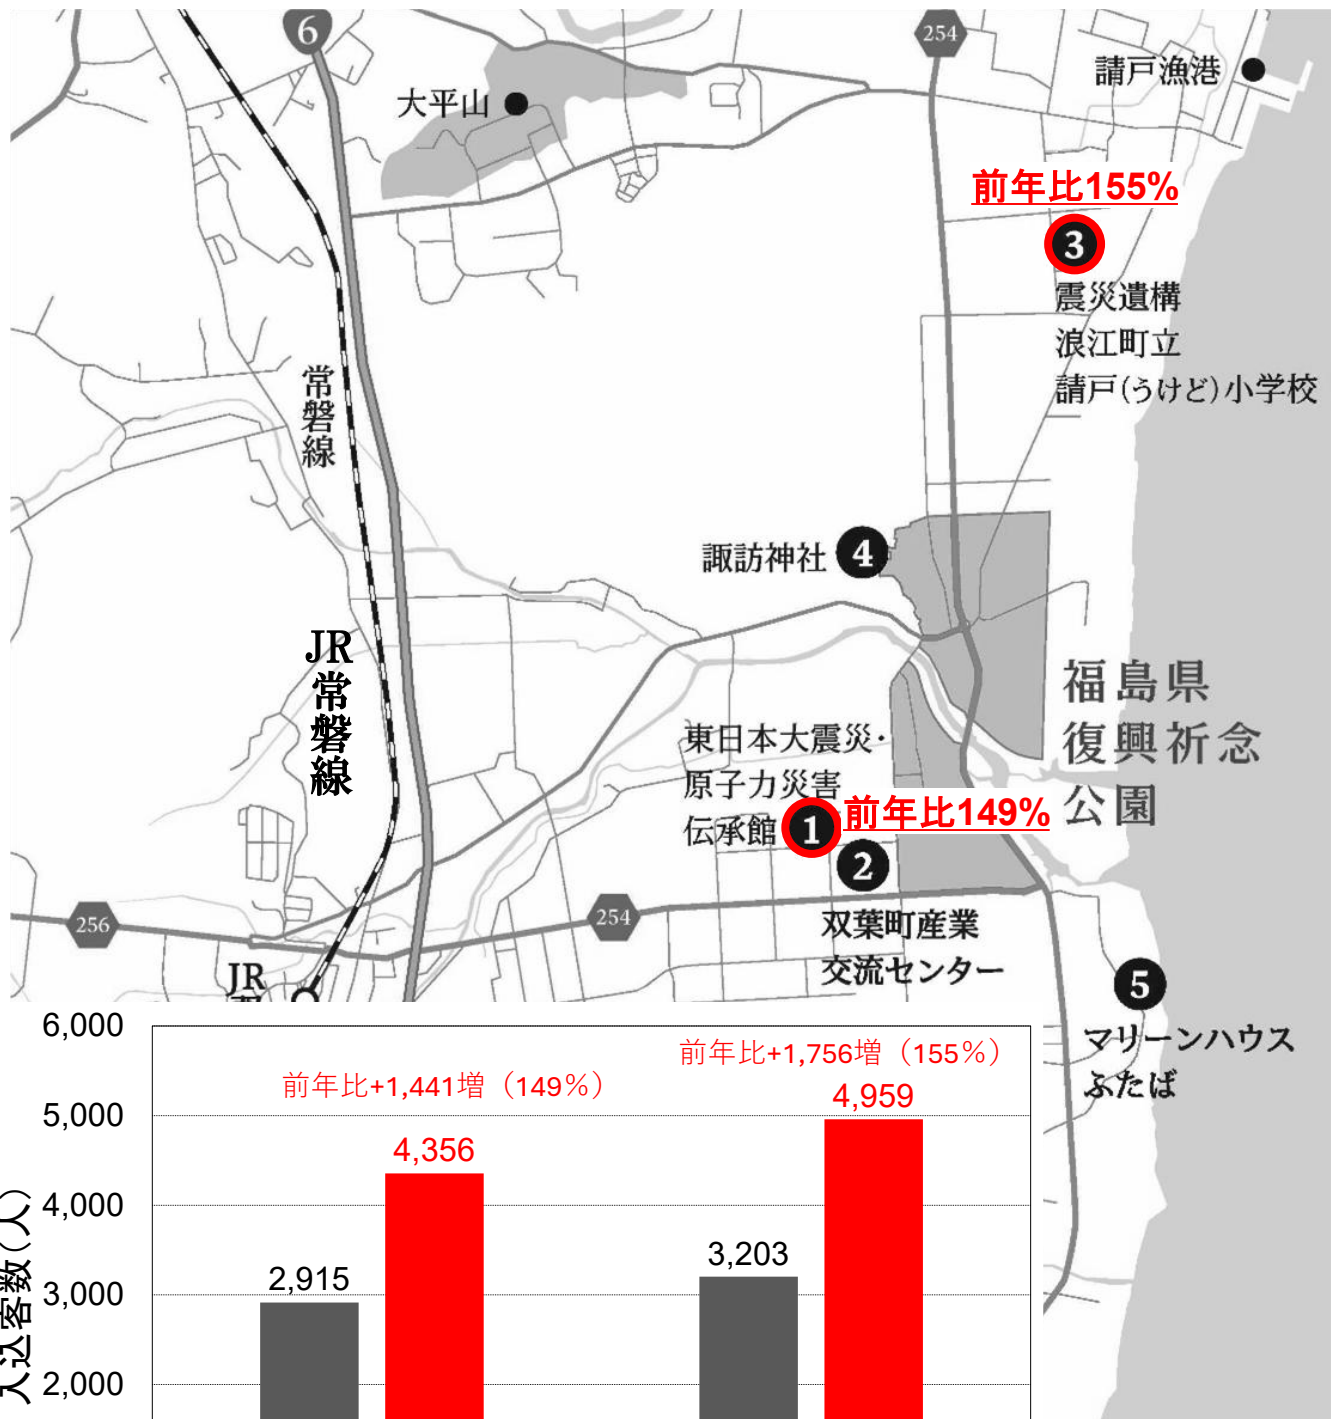 6
254
請戸漁港
大平山
前年比155%
3
震災遺構
浪江町立
請戸(うけど)小学校
常磐線
諏訪神社
4
JR常磐線
福島県
復興祈念
公園
東日本大震災・
原子力災害
伝承館
1
前年比149%
2
双葉町産業
交流センター
256
254
JR
5
マリーンハウス
ふたば
6,000
5,000
4,000
3,000
2,000
入込客数(人)
前年比+1,441増（149%）
前年比+1,756増（155%）
2,915
4,356
3,203
4,959